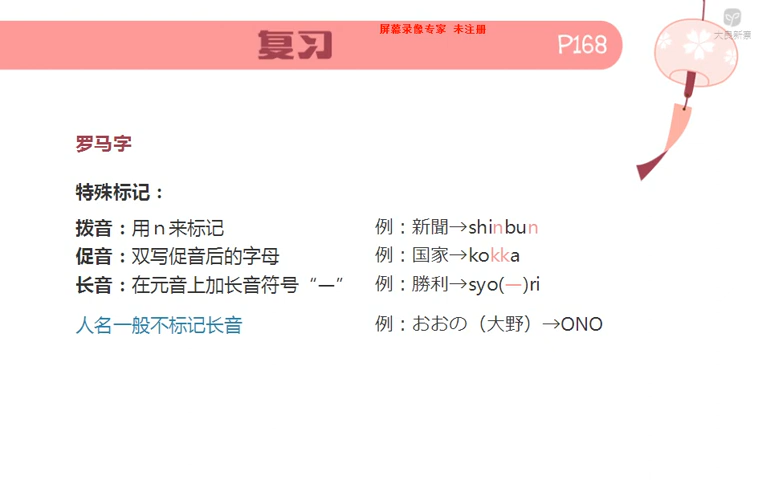 屏幕录像专家 未注册
复习
P168
大良新篆
罗马字
特殊标记：
拨音：用n来标记 例：新聞→shinbun
促音：双写促音后的字母 例：国家→kokka
长音：在元音上加长音符号“—” 例：勝利→syo(—)ri
人名一般不标记长音 例：おおの（大野）→ONO